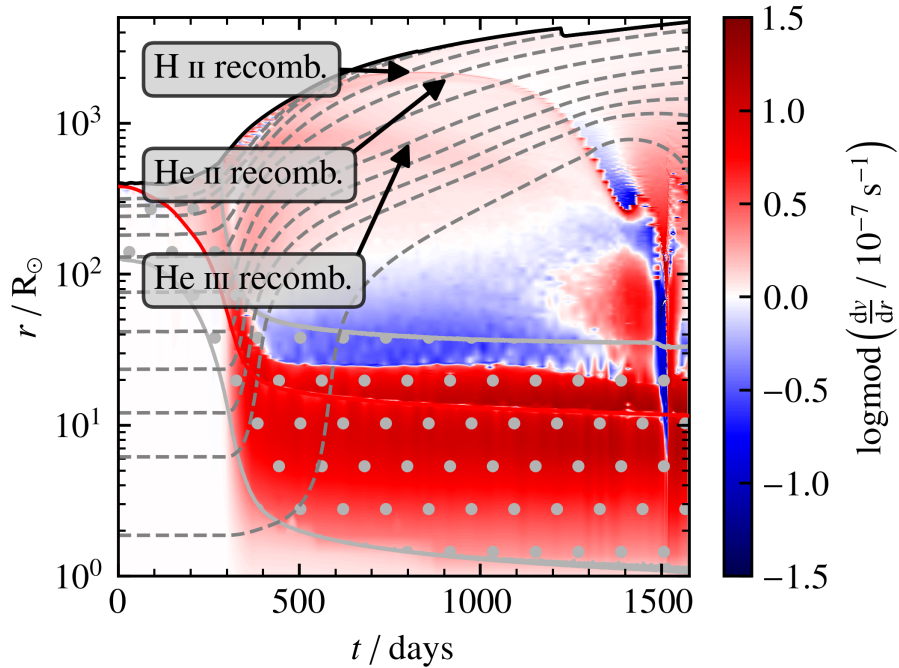 H II recomb.
He II recomb.
He III recomb.
10³
10²
10¹
10⁰
r / R☉
0
500
1000
1500
t / days
1.5
1.0
0.5
0.0
−0.5
−1.0
−1.5
logmod (dv/dr / 10⁻⁷ s⁻¹)